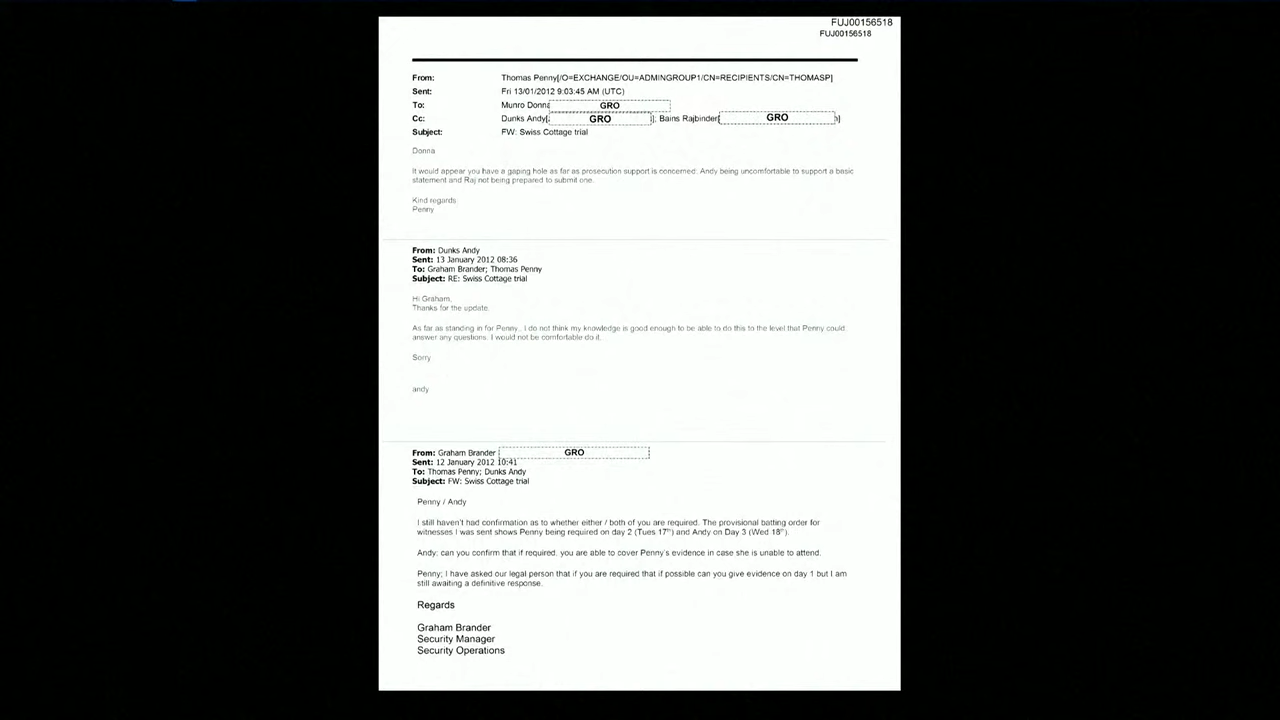 FUJ00156518
FUJ00156518
From: Thomas Penny[/O=EXCHANGE/OU=ADMINGROUP1/CN=RECIPIENTS/CN=THOMASP]
Sent: Fri 13/01/2012 9:03:45 AM (UTC)
To: Munro Donna GRO
Cc: Dunks Andy[ GRO ]; Bains Rajbinder[ GRO ]
Subject: FW: Swiss Cottage trial
Donna
It would appear you have a gaping hole as far as prosecution support is concerned. Andy being uncomfortable to support a basic
statement and Raj not being prepared to submit one.
Kind regards
Penny
From: Dunks Andy
Sent: 13 January 2012 08:36
To: Graham Brander; Thomas Penny
Subject: RE: Swiss Cottage trial
Hi Graham,
Thanks for the update.
As far as standing in for Penny.. I do not think my knowledge is good enough to be able to do this to the level that Penny could
answer any questions. I would not be comfortable do it.
Sorry
andy
From: Graham Brander GRO
Sent: 12 January 2012 10:41
To: Thomas Penny; Dunks Andy
Subject: FW: Swiss Cottage trial
Penny / Andy
I still haven't had confirmation as to whether either / both of you are required. The provisional batting order for
witnesses I was sent shows Penny being required on day 2 (Tues 17th) and Andy on Day 3 (Wed 18th).
Andy; can you confirm that if required, you are able to cover Penny's evidence in case she is unable to attend.
Penny; I have asked our legal person that if you are required that if possible can you give evidence on day 1 but I am
still awaiting a definitive response.
Regards
Graham Brander
Security Manager
Security Operations